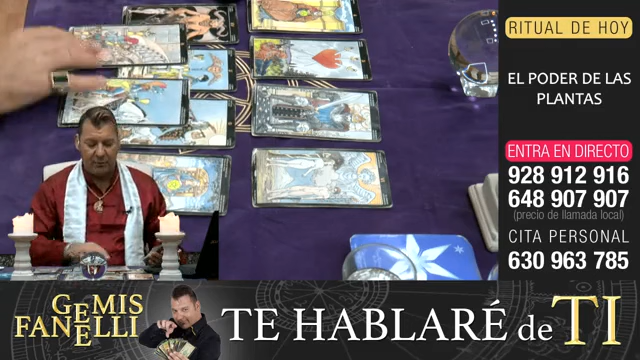 RITUAL DE HOY
EL PODER DE LAS
PLANTAS
ENTRA EN DIRECTO
928 912 916
648 907 907
(precio de llamada local)
CITA PERSONAL
630 963 785
GEMIS
FANELLI
TE HABLARÉ de TI